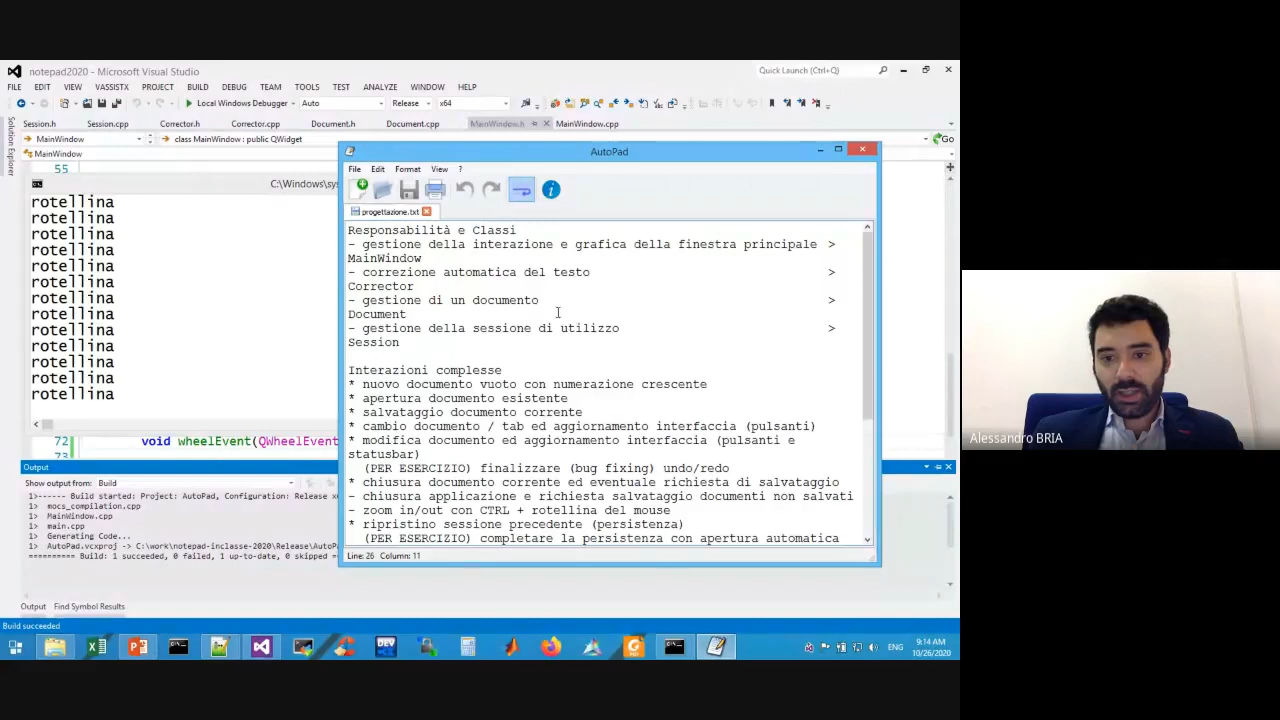 notepad2020 - Microsoft Visual Studio
Quick Launch (Ctrl+Q)
FILE EDIT VIEW VASSISTX PROJECT BUILD DEBUG TEAM TOOLS TEST ANALYZE WINDOW HELP
Local Windows Debugger Auto Release x64
Session.h Session.cpp Corrector.h Corrector.cpp Document.h Document.cpp MainWindow.h MainWindow.cpp
MainWindow class MainWindow : public QWidget Go
MainWindow
Solution Explorer
55
C:\Windows\sys
rotellina
rotellina
rotellina
rotellina
rotellina
rotellina
rotellina
rotellina
rotellina
rotellina
rotellina
rotellina
rotellina
72 void wheelEvent(QWheelEvent
73
AutoPad
File Edit Format View ?
progettazione.txt
Responsabilità e Classi
- gestione della interazione e grafica della finestra principale >
MainWindow
- correzione automatica del testo >
Corrector
- gestione di un documento >
Document
- gestione della sessione di utilizzo >
Session
Interazioni complesse
* nuovo documento vuoto con numerazione crescente
* apertura documento esistente
* salvataggio documento corrente
* cambio documento / tab ed aggiornamento interfaccia (pulsanti)
* modifica documento ed aggiornamento interfaccia (pulsanti e
statusbar)
(PER ESERCIZIO) finalizzare (bug fixing) undo/redo
* chiusura documento corrente ed eventuale richiesta di salvataggio
- chiusura applicazione e richiesta salvataggio documenti non salvati
- zoom in/out con CTRL + rotellina del mouse
* ripristino sessione precedente (persistenza)
(PER ESERCIZIO) completare la persistenza con apertura automatica
Line: 26 Column: 11
Output
Show output from: Build
1>------ Build started: Project: AutoPad, Configuration: Release x6
1> mocs_compilation.cpp
1> MainWindow.cpp
1> main.cpp
1> Generating Code...
1> AutoPad.vcxproj -> C:\work\notepad-inclasse-2020\Release\AutoPa
========== Build: 1 succeeded, 0 failed, 1 up-to-date, 0 skipped ==
Output Find Symbol Results
Build succeeded
DEV
ENG
9:14 AM
10/26/2020
Alessandro BRIA